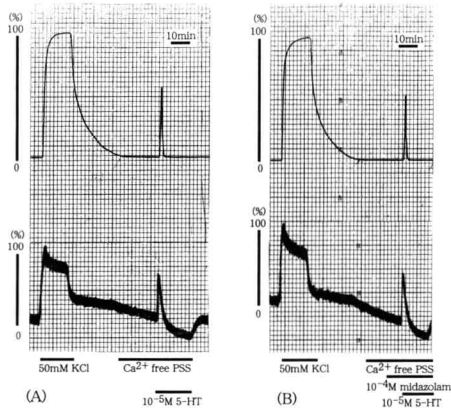 (%)
100
0
10min
(%)
100
0
50mM KCl
Ca2+ free PSS
10-5M 5-HT
(A)
(%)
100
0
10min
(%)
100
0
50mM KCl
Ca2+ free PSS
10-4M midazolam
10-5M 5-HT
(B)